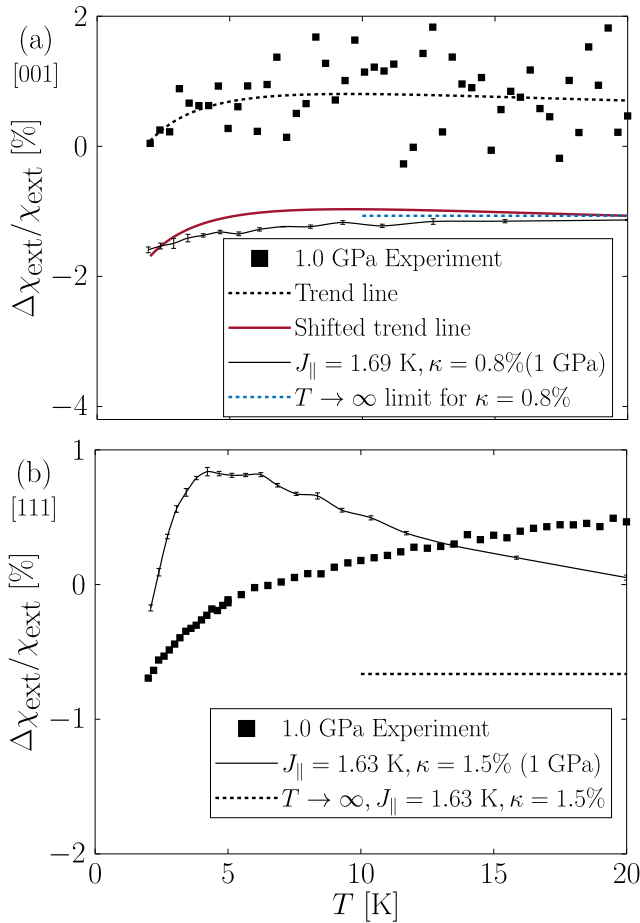 (a)
[001]
2
0
−2
−4
Δχext/χext [%]
1.0 GPa Experiment
Trend line
Shifted trend line
J∥ = 1.69 K, κ = 0.8%(1 GPa)
T → ∞ limit for κ = 0.8%
(b)
[111]
1
0
−1
−2
Δχext/χext [%]
1.0 GPa Experiment
J∥ = 1.63 K, κ = 1.5% (1 GPa)
T → ∞, J∥ = 1.63 K, κ = 1.5%
0 5 10 15 20
T [K]